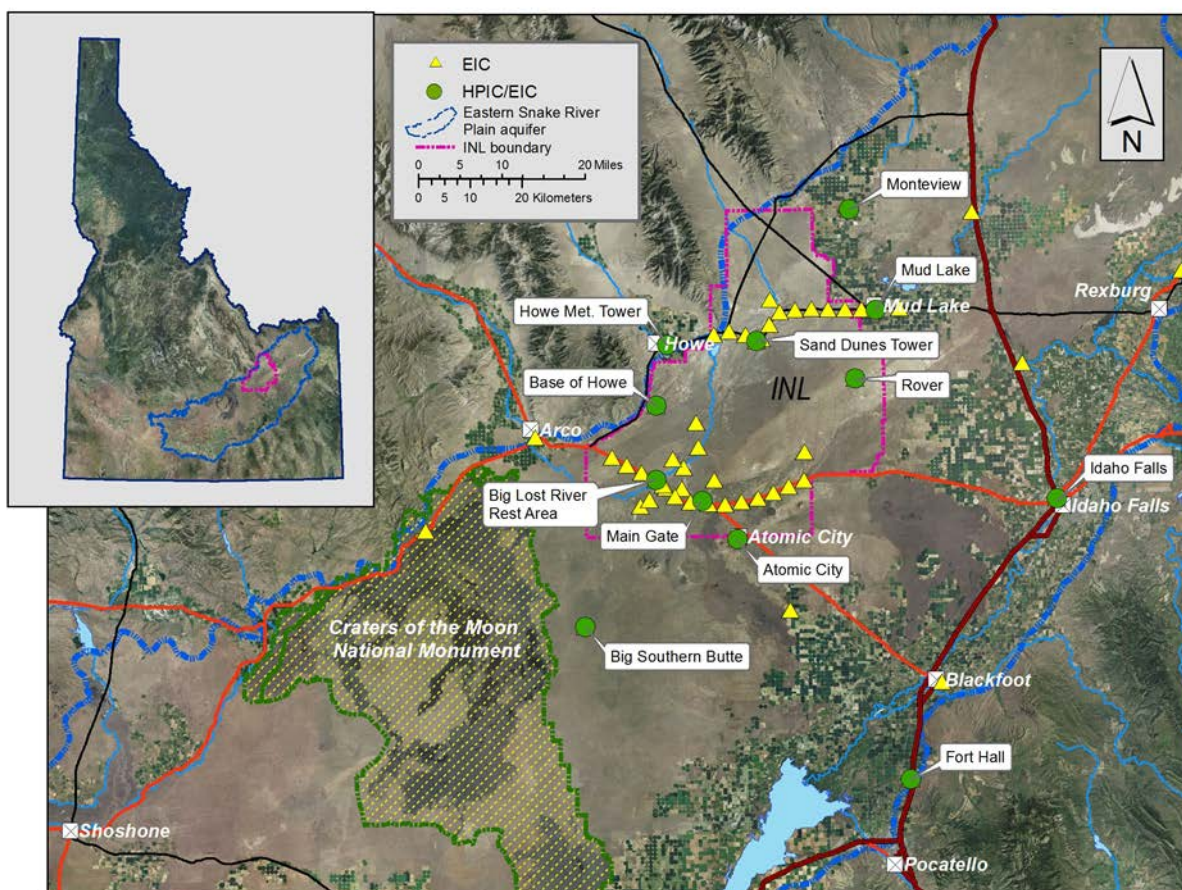 EIC
HPIC/EIC
Eastern Snake River
Plain aquifer
INL boundary
0 5 10 20 Miles
0 5 10 20 Kilometers
N
Monteview
Mud Lake
Mud Lake
Rexburg
Howe Met. Tower
Howe
Sand Dunes Tower
Base of Howe
INL
Rover
Arco
Big Lost River
Rest Area
Idaho Falls
Idaho Falls
Main Gate
Atomic City
Atomic City
Craters of the Moon
National Monument
Big Southern Butte
Blackfoot
Fort Hall
Shoshone
Pocatello